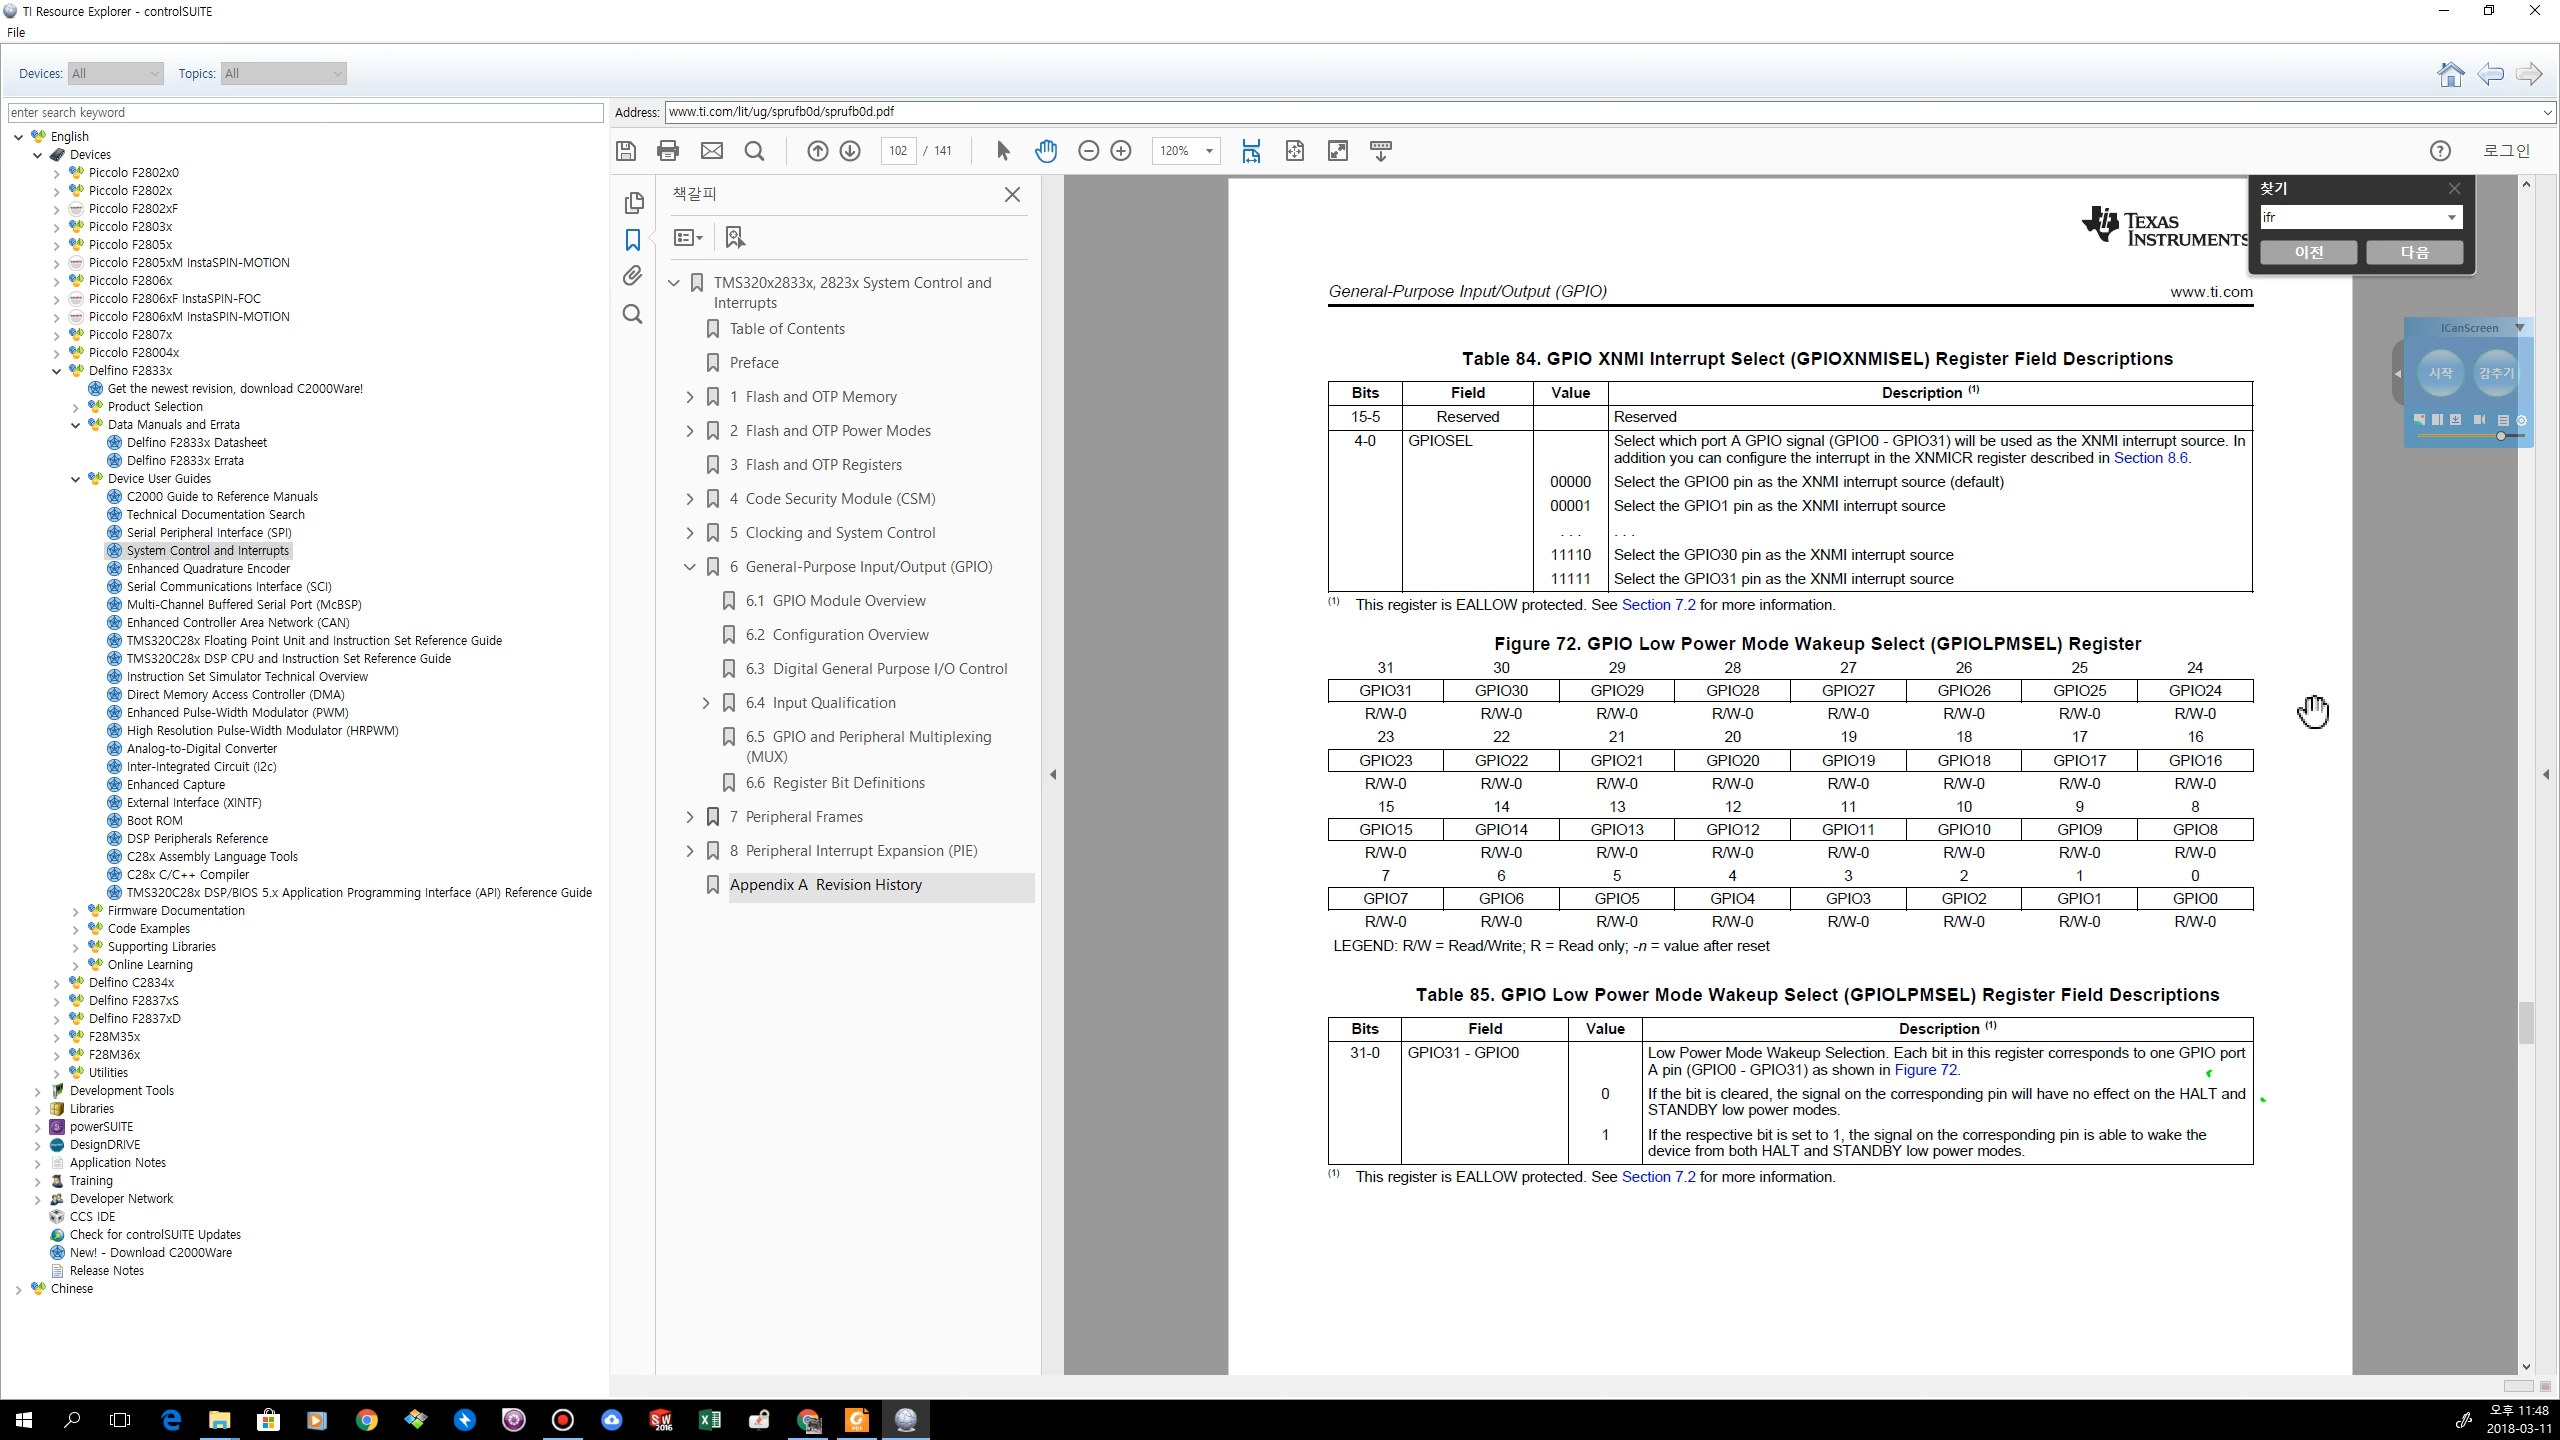 TI Resource Explorer - controlSUITE
File
Devices: All Topics: All
enter search keyword
Address: www.ti.com/lit/ug/sprufb0d/sprufb0d.pdf
English
Devices
Piccolo F2802x0
Piccolo F2802x
Piccolo F2802xF
Piccolo F2803x
Piccolo F2805x
Piccolo F2805xM InstaSPIN-MOTION
Piccolo F2806x
Piccolo F2806xF InstaSPIN-FOC
Piccolo F2806xM InstaSPIN-MOTION
Piccolo F2807x
Piccolo F28004x
Delfino F2833x
Get the newest revision, download C2000Ware!
Product Selection
Data Manuals and Errata
Delfino F2833x Datasheet
Delfino F2833x Errata
Device User Guides
C2000 Guide to Reference Manuals
Technical Documentation Search
Serial Peripheral Interface (SPI)
System Control and Interrupts
Enhanced Quadrature Encoder
Serial Communications Interface (SCI)
Multi-Channel Buffered Serial Port (McBSP)
Enhanced Controller Area Network (CAN)
TMS320C28x Floating Point Unit and Instruction Set Reference Guide
TMS320C28x DSP CPU and Instruction Set Reference Guide
Instruction Set Simulator Technical Overview
Direct Memory Access Controller (DMA)
Enhanced Pulse-Width Modulator (PWM)
High Resolution Pulse-Width Modulator (HRPWM)
Analog-to-Digital Converter
Inter-Integrated Circuit (I2c)
Enhanced Capture
External Interface (XINTF)
Boot ROM
DSP Peripherals Reference
C28x Assembly Language Tools
C28x C/C++ Compiler
TMS320C28x DSP/BIOS 5.x Application Programming Interface (API) Reference Guide
Firmware Documentation
Code Examples
Supporting Libraries
Online Learning
Delfino C2834x
Delfino F2837xS
Delfino F2837xD
F28M35x
F28M36x
Utilities
Development Tools
Libraries
powerSUITE
DesignDRIVE
Application Notes
Training
Developer Network
CCS IDE
Check for controlSUITE Updates
New! - Download C2000Ware
Release Notes
Chinese
102 / 141 120% 로그인
책갈피
TMS320x2833x, 2823x System Control and
Interrupts
Table of Contents
Preface
1 Flash and OTP Memory
2 Flash and OTP Power Modes
3 Flash and OTP Registers
4 Code Security Module (CSM)
5 Clocking and System Control
6 General-Purpose Input/Output (GPIO)
6.1 GPIO Module Overview
6.2 Configuration Overview
6.3 Digital General Purpose I/O Control
6.4 Input Qualification
6.5 GPIO and Peripheral Multiplexing
(MUX)
6.6 Register Bit Definitions
7 Peripheral Frames
8 Peripheral Interrupt Expansion (PIE)
Appendix A Revision History
찾기
ifr
이전 다음
ICanScreen
시작 감추기
TEXAS
INSTRUMENTS
General-Purpose Input/Output (GPIO) www.ti.com
Table 84. GPIO XNMI Interrupt Select (GPIOXNMISEL) Register Field Descriptions
Bits Field Value Description (1)
15-5 Reserved Reserved
4-0 GPIOSEL Select which port A GPIO signal (GPIO0 - GPIO31) will be used as the XNMI interrupt source. In
addition you can configure the interrupt in the XNMICR register described in Section 8.6.
00000 Select the GPIO0 pin as the XNMI interrupt source (default)
00001 Select the GPIO1 pin as the XNMI interrupt source
. . . . . .
11110 Select the GPIO30 pin as the XNMI interrupt source
11111 Select the GPIO31 pin as the XNMI interrupt source
(1) This register is EALLOW protected. See Section 7.2 for more information.
Figure 72. GPIO Low Power Mode Wakeup Select (GPIOLPMSEL) Register
31 30 29 28 27 26 25 24
GPIO31 GPIO30 GPIO29 GPIO28 GPIO27 GPIO26 GPIO25 GPIO24
R/W-0 R/W-0 R/W-0 R/W-0 R/W-0 R/W-0 R/W-0 R/W-0
23 22 21 20 19 18 17 16
GPIO23 GPIO22 GPIO21 GPIO20 GPIO19 GPIO18 GPIO17 GPIO16
R/W-0 R/W-0 R/W-0 R/W-0 R/W-0 R/W-0 R/W-0 R/W-0
15 14 13 12 11 10 9 8
GPIO15 GPIO14 GPIO13 GPIO12 GPIO11 GPIO10 GPIO9 GPIO8
R/W-0 R/W-0 R/W-0 R/W-0 R/W-0 R/W-0 R/W-0 R/W-0
7 6 5 4 3 2 1 0
GPIO7 GPIO6 GPIO5 GPIO4 GPIO3 GPIO2 GPIO1 GPIO0
R/W-0 R/W-0 R/W-0 R/W-0 R/W-0 R/W-0 R/W-0 R/W-0
LEGEND: R/W = Read/Write; R = Read only; -n = value after reset
Table 85. GPIO Low Power Mode Wakeup Select (GPIOLPMSEL) Register Field Descriptions
Bits Field Value Description (1)
31-0 GPIO31 - GPIO0 Low Power Mode Wakeup Selection. Each bit in this register corresponds to one GPIO port
A pin (GPIO0 - GPIO31) as shown in Figure 72.
0 If the bit is cleared, the signal on the corresponding pin will have no effect on the HALT and
STANDBY low power modes.
1 If the respective bit is set to 1, the signal on the corresponding pin is able to wake the
device from both HALT and STANDBY low power modes.
(1) This register is EALLOW protected. See Section 7.2 for more information.
SW
2016
오후 11:48
2018-03-11